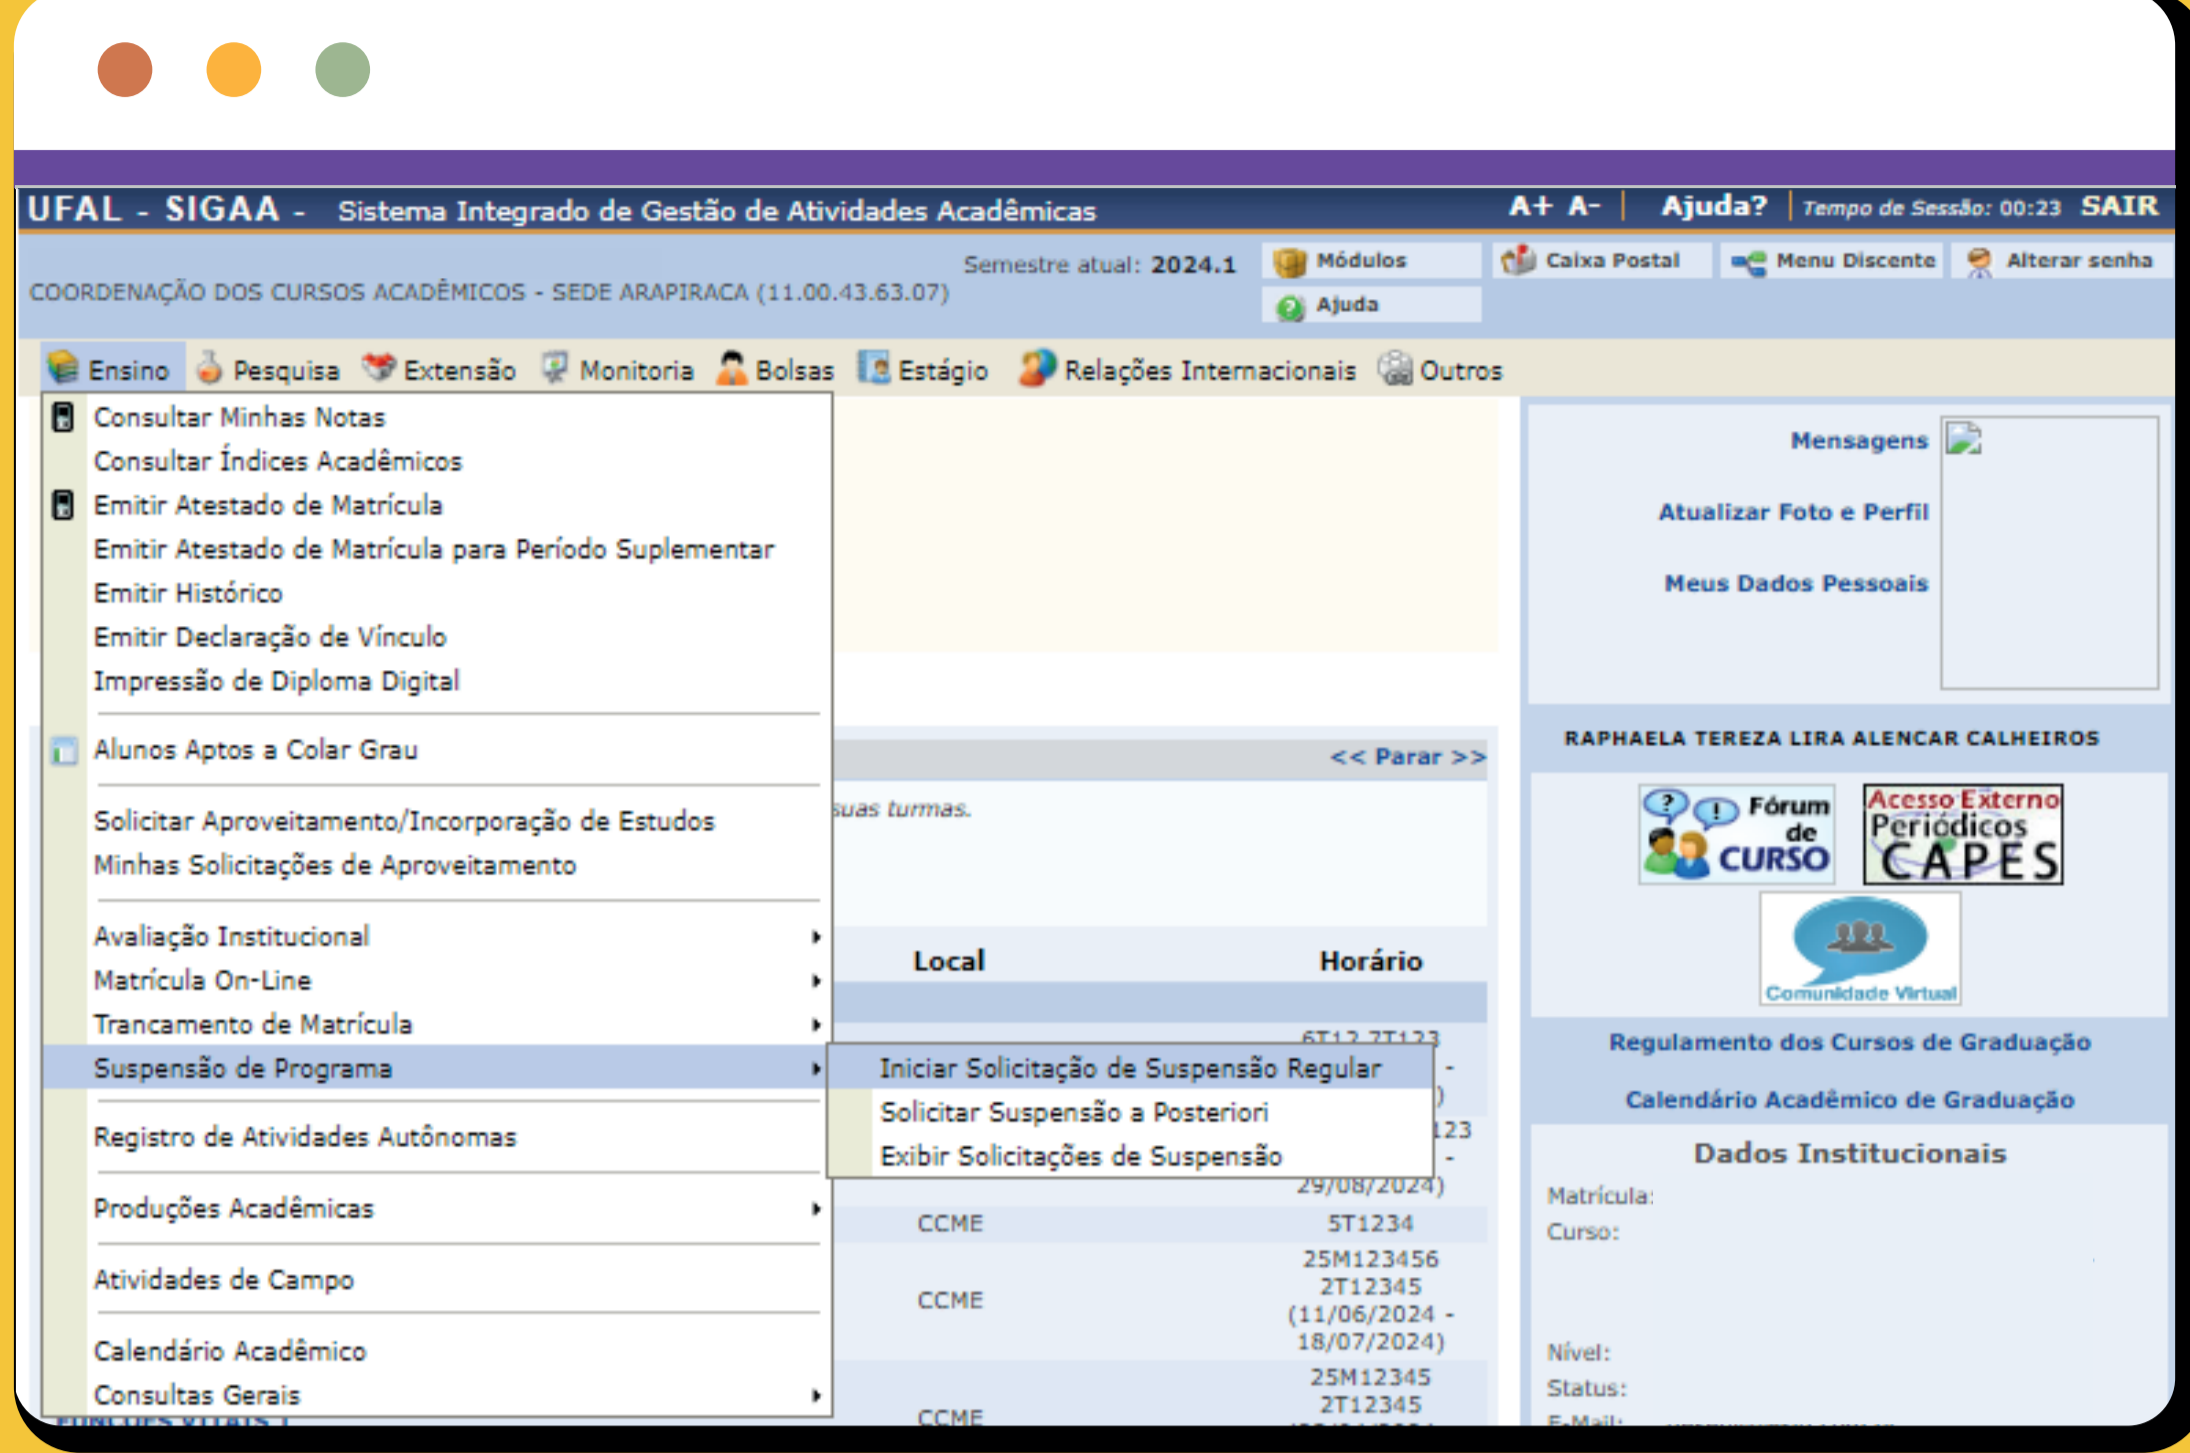 UFAL - SIGAA - Sistema Integrado de Gestão de Atividades Acadêmicas
A+ A- | Ajuda? | Tempo de Sessão: 00:23 SAIR
Semestre atual: 2024.1
Módulos
Caixa Postal
Menu Discente
Alterar senha
COORDENAÇÃO DOS CURSOS ACADÊMICOS - SEDE ARAPIRACA (11.00.43.63.07)
Ajuda
Ensino Pesquisa Extensão Monitoria Bolsas Estágio Relações Internacionais Outros
Consultar Minhas Notas
Consultar Índices Acadêmicos
Emitir Atestado de Matrícula
Emitir Atestado de Matrícula para Período Suplementar
Emitir Histórico
Emitir Declaração de Vínculo
Impressão de Diploma Digital
Alunos Aptos a Colar Grau
Solicitar Aproveitamento/Incorporação de Estudos
Minhas Solicitações de Aproveitamento
Avaliação Institucional
Matrícula On-Line
Trancamento de Matrícula
Suspensão de Programa
Iniciar Solicitação de Suspensão Regular
Solicitar Suspensão a Posteriori
Exibir Solicitações de Suspensão
Registro de Atividades Autônomas
Produções Acadêmicas
Atividades de Campo
Calendário Acadêmico
Consultas Gerais
<< Parar >>
suas turmas.
Local Horário
6T12 7T123
-
)
123
-
29/08/2024)
CCME 5T1234
25M123456
2T12345
CCME
(11/06/2024 -
18/07/2024)
25M12345
2T12345
CCME
Mensagens
Atualizar Foto e Perfil
Meus Dados Pessoais
RAPHAELA TEREZA LIRA ALENCAR CALHEIROS
Fórum
de
CURSO
Acesso Externo
Periódicos
CAPES
Comunidade Virtual
Regulamento dos Cursos de Graduação
Calendário Acadêmico de Graduação
Dados Institucionais
Matrícula:
Curso:
Nível:
Status:
E-Mail: